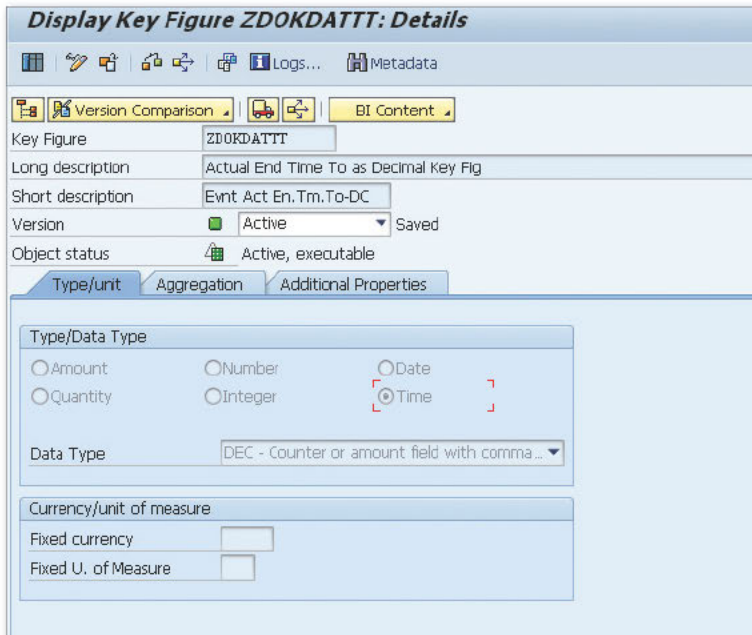 Display Key Figure ZDOKDATTT: Details
Logs... Metadata
Version Comparison BI Content
Key Figure ZDOKDATTT
Long description Actual End Time To as Decimal Key Fig
Short description Evnt Act En.Tm.To-DC
Version Active Saved
Object status Active, executable
Type/unit Aggregation Additional Properties
Type/Data Type
Amount Number Date
Quantity Integer Time
Data Type DEC - Counter or amount field with comma...
Currency/unit of measure
Fixed currency
Fixed U. of Measure